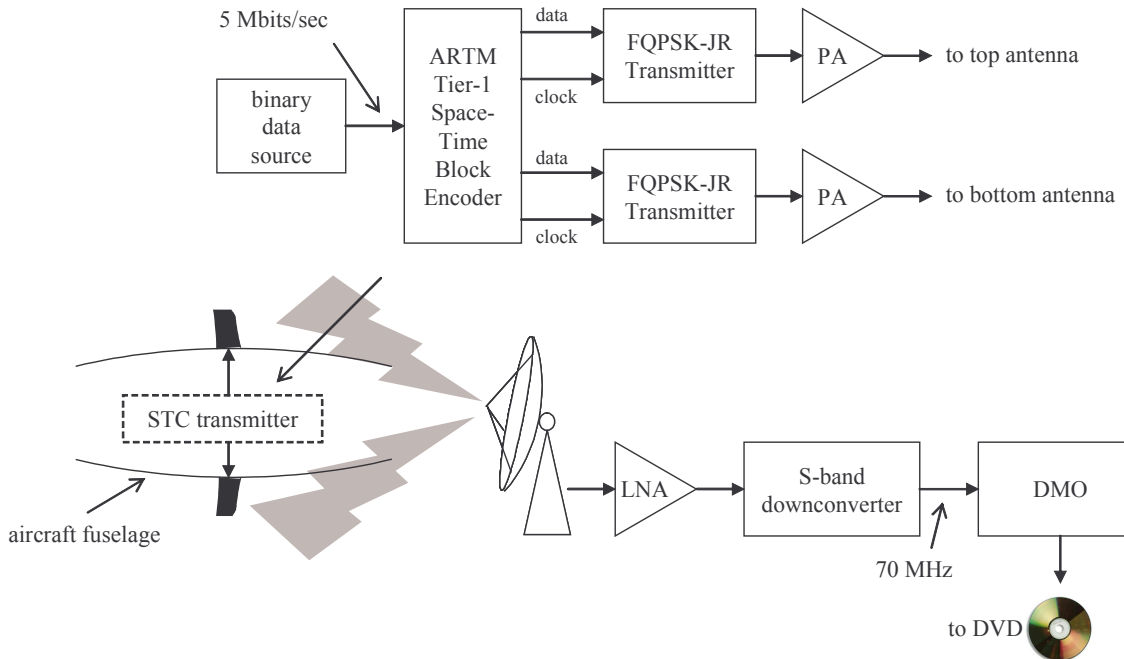 5 Mbits/sec
binary
data
source
ARTM
Tier-1
Space-
Time
Block
Encoder
data
clock
FQPSK-JR
Transmitter
PA
to top antenna
data
clock
FQPSK-JR
Transmitter
PA
to bottom antenna
STC transmitter
aircraft fuselage
LNA
S-band
downconverter
70 MHz
DMO
to DVD